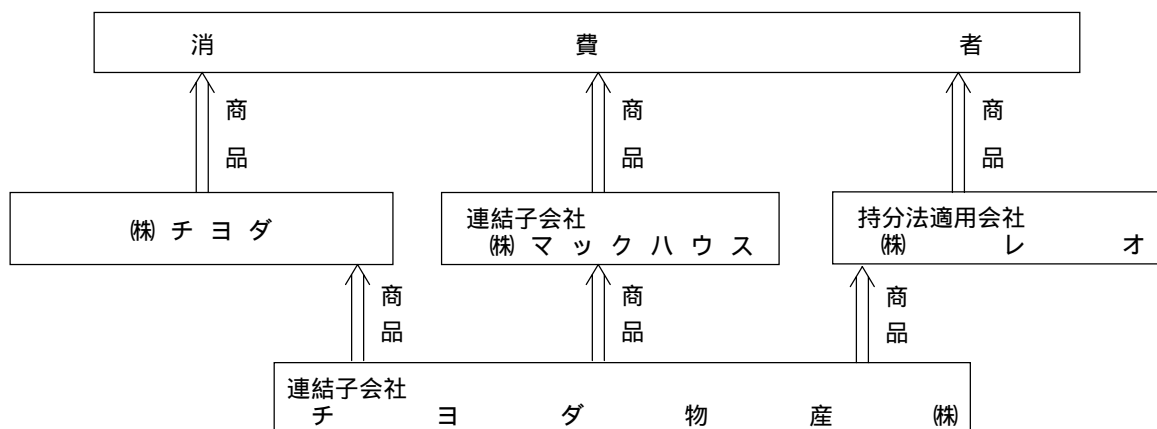 消費者
商品 商品 商品
㈱チヨダ
連結子会社
㈱マックハウス
持分法適用会社
㈱レオ
商品 商品 商品
連結子会社
チヨダ物産㈱